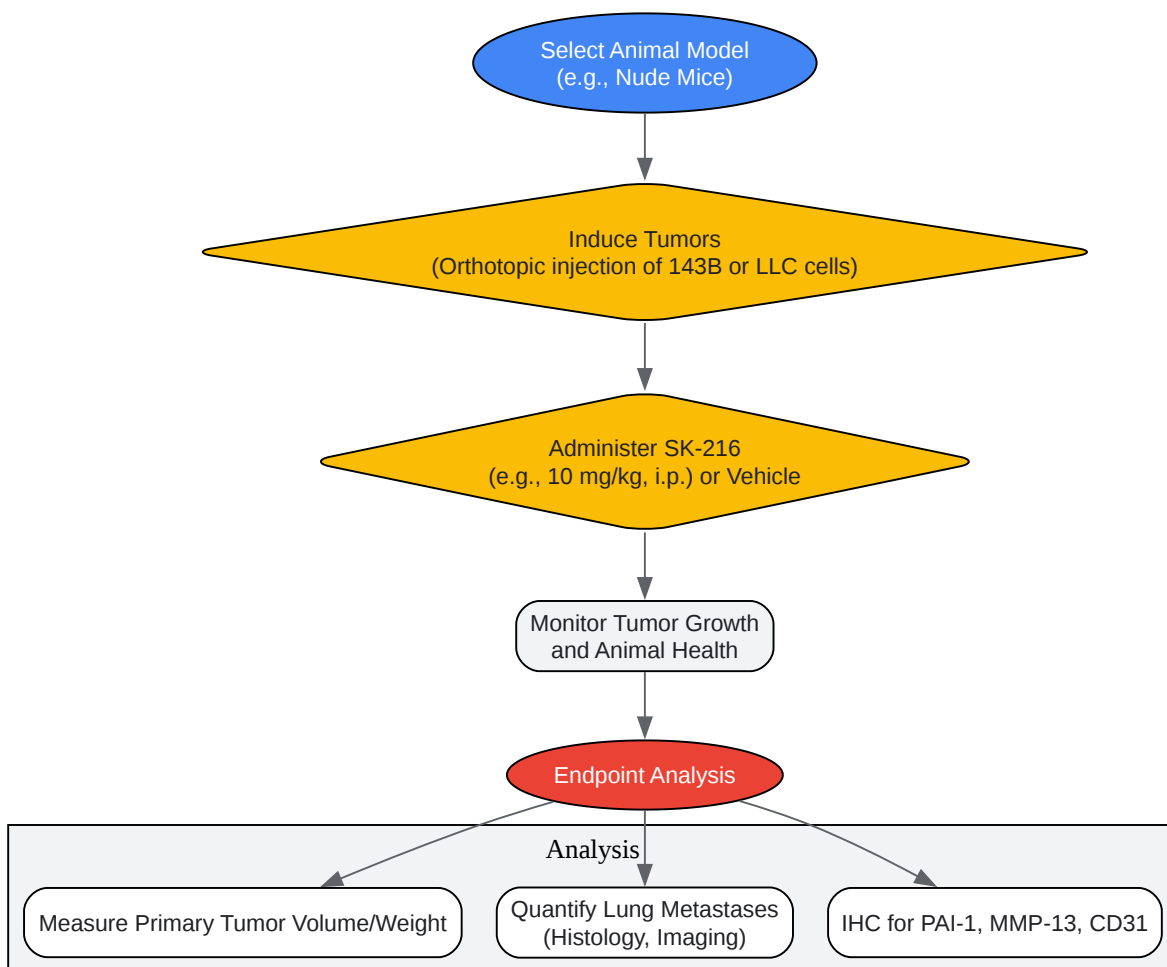 Select Animal Model
(e.g., Nude Mice)
Induce Tumors
(Orthotopic injection of 143B or LLC cells)
Administer SK-216
(e.g., 10 mg/kg, i.p.) or Vehicle
Monitor Tumor Growth
and Animal Health
Endpoint Analysis
Analysis
Measure Primary Tumor Volume/Weight
Quantify Lung Metastases
(Histology, Imaging)
IHC for PAI-1, MMP-13, CD31